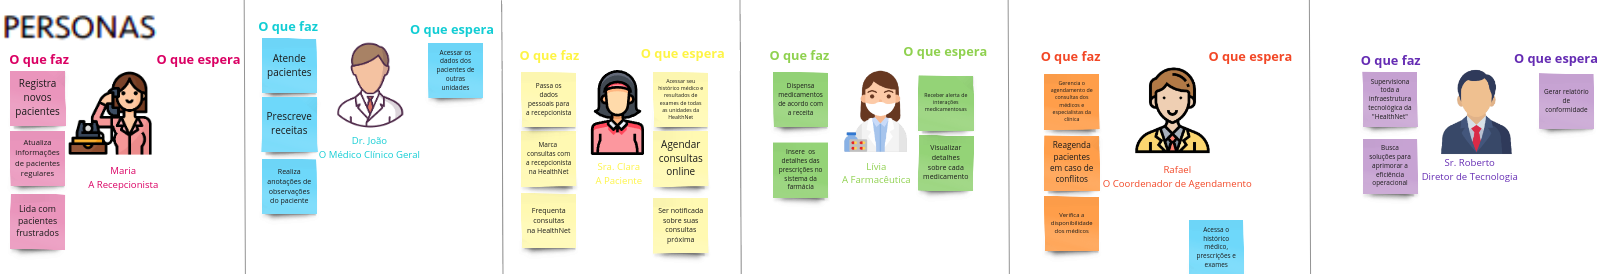 PERSONAS
O que faz
O que espera
Registra
novos
pacientes
Atualiza
informações
de pacientes
regulares
Lida com
pacientes
frustrados
Maria
A Recepcionista
O que faz
O que espera
Atende
pacientes
Prescreve
receitas
Realiza
anotações de
observações
do paciente
Acessar os
dados dos
pacientes de
outras
unidades
Dr. João
O Médico Clínico Geral
O que faz
O que espera
Passa os
dados
pessoais para
a recepcionista
Marca
consultas com
a recepcionista
na HealthNet
Frequenta
consultas
na HealthNet
Acessar seu
histórico médico e
resultados de
exames de todas
as unidades da
HealthNet
Agendar
consultas
online
Ser notificada
sobre suas
consultas
próxima
Sra. Clara
A Paciente
O que faz
O que espera
Dispensa
medicamentos
de acordo com
a receita
Insere os
detalhes das
prescrições no
sistema da
farmácia
Receber alerta de
interações
medicamentosas
Visualizar
detalhes
sobre cada
medicamento
Lívia
A Farmacêutica
O que faz
O que espera
Gerencia o
agendamento de
consultas dos
médicos e
especialistas da
clínica
Reagenda
pacientes
em caso de
conflitos
Verifica a
disponibilidade
dos médicos
Rafael
O Coordenador de Agendamento
Acessa o
histórico
médico,
prescrições e
exames
O que faz
O que espera
Supervisiona
toda a
infraestrutura
tecnológica da
"HealthNet"
Busca
soluções para
aprimorar a
eficiência
operacional
Gerar relatório
de
conformidade
Sr. Roberto
Diretor de Tecnologia